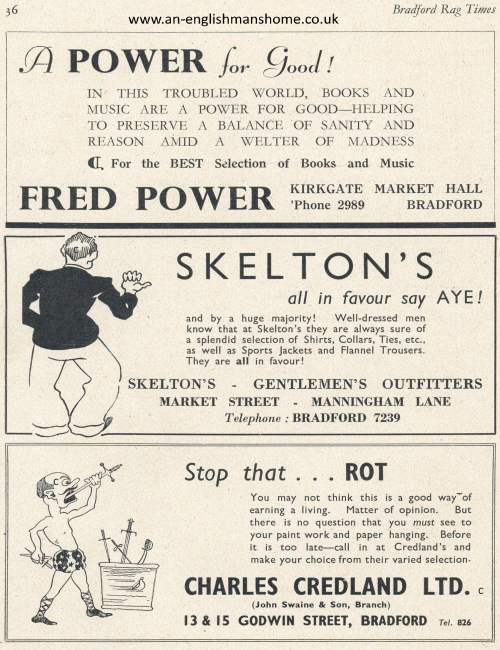 36
www.an-englishmanshome.co.uk
Bradford Rag Times
A POWER for Good!
IN THIS TROUBLED WORLD, BOOKS AND
MUSIC ARE A POWER FOR GOOD—HELPING
TO PRESERVE A BALANCE OF SANITY AND
REASON AMID A WELTER OF MADNESS
For the BEST Selection of Books and Music
FRED POWER
KIRKGATE MARKET HALL
'Phone 2989 BRADFORD
SKELTON'S
all in favour say AYE!
and by a huge majority! Well-dressed men
know that at Skelton's they are always sure of
a splendid selection of Shirts, Collars, Ties, etc.,
as well as Sports Jackets and Flannel Trousers.
They are all in favour!
SKELTON'S - GENTLEMEN'S OUTFITTERS
MARKET STREET - MANNINGHAM LANE
Telephone : BRADFORD 7239
Stop that . . . ROT
You may not think this is a good way of
earning a living. Matter of opinion. But
there is no question that you must see to
your paint work and paper hanging. Before
it is too late—call in at Credland's and
make your choice from their varied selection.
CHARLES CREDLAND LTD. C
(John Swaine & Son, Branch)
13 & 15 GODWIN STREET, BRADFORD Tel. 826